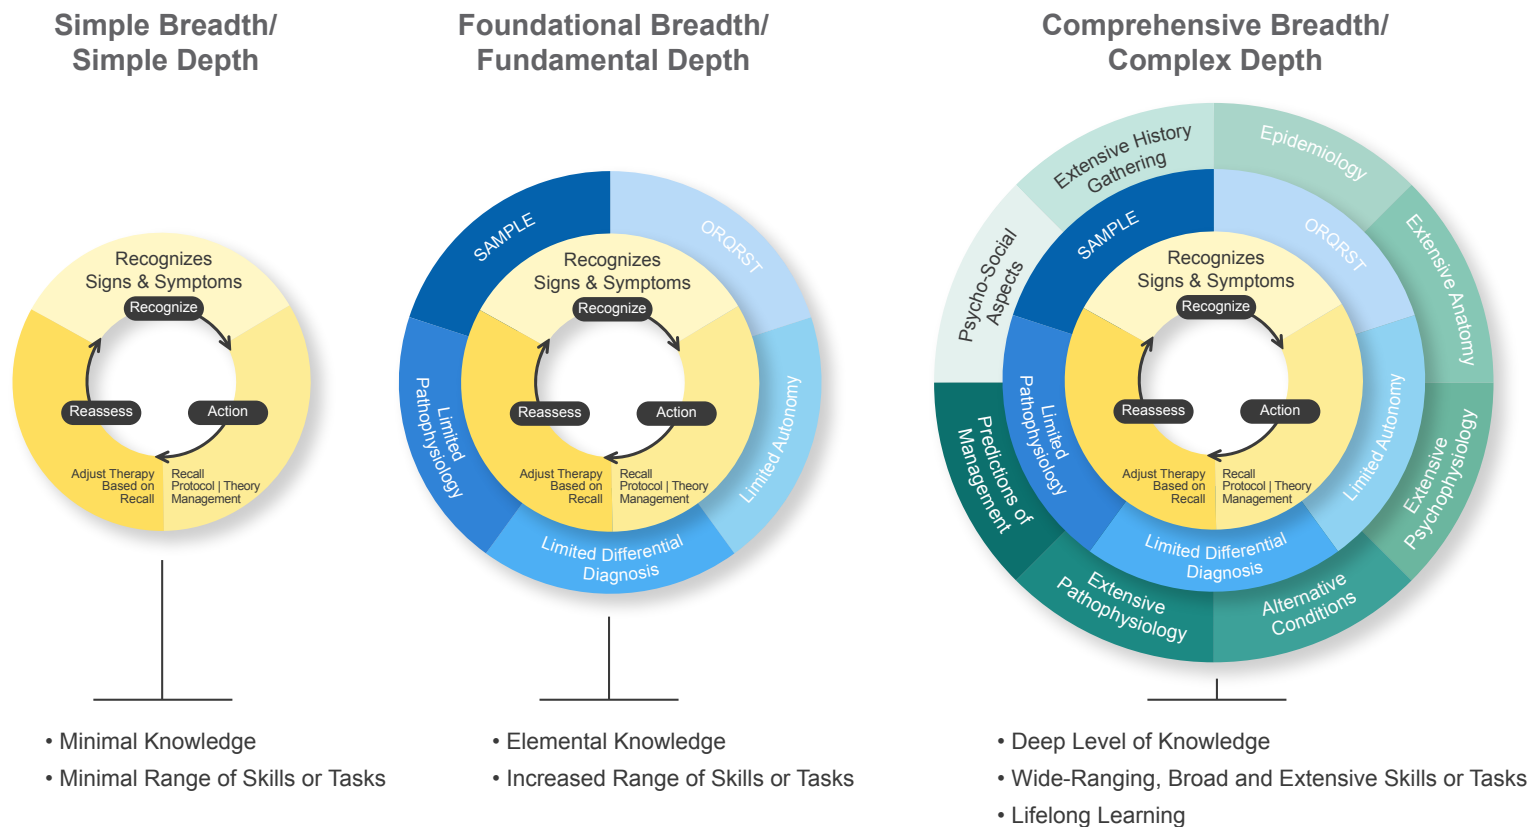 Simple Breadth/
Simple Depth
Recognizes
Signs & Symptoms
Recognize
Reassess
Action
Adjust Therapy
Based on
Recall
Recall
Protocol | Theory
Management
• Minimal Knowledge
• Minimal Range of Skills or Tasks
Foundational Breadth/
Fundamental Depth
SAMPLE
ORQRST
Limited Autonomy
Limited Differential
Diagnosis
Limited
Pathophysiology
Recognizes
Signs & Symptoms
Recognize
Reassess
Action
Adjust Therapy
Based on
Recall
Recall
Protocol | Theory
Management
• Elemental Knowledge
• Increased Range of Skills or Tasks
Comprehensive Breadth/
Complex Depth
Extensive History
Gathering
Epidemiology
Extensive Anatomy
Extensive
Psychophysiology
Alternative
Conditions
Extensive
Pathophysiology
Predictions of
Management
Psycho-Social
Aspects
SAMPLE
ORQRST
Limited Autonomy
Limited Differential
Diagnosis
Limited
Pathophysiology
Recognizes
Signs & Symptoms
Recognize
Reassess
Action
Adjust Therapy
Based on
Recall
Recall
Protocol | Theory
Management
• Deep Level of Knowledge
• Wide-Ranging, Broad and Extensive Skills or Tasks
• Lifelong Learning